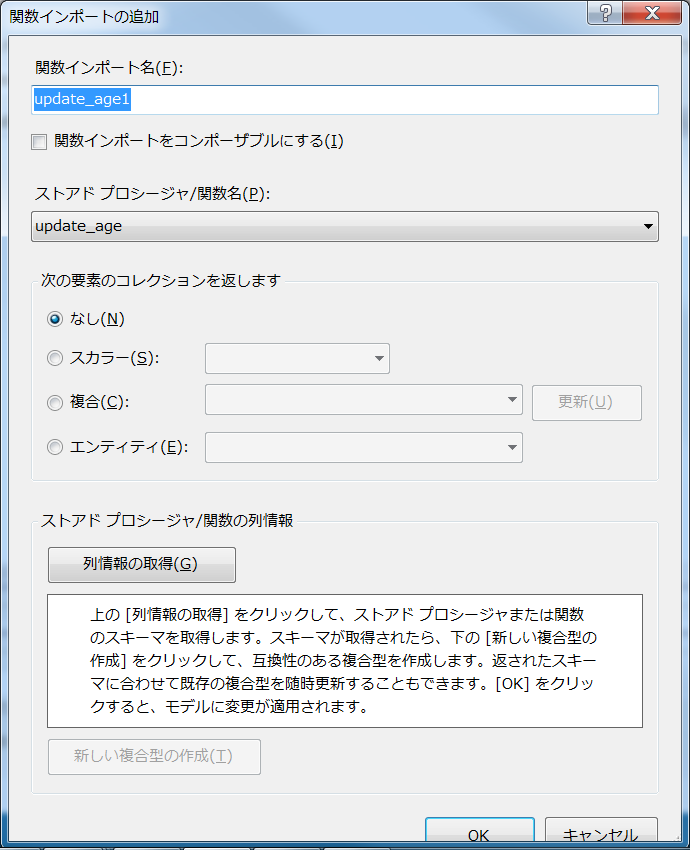 関数インポートの追加
関数インポート名(F):
update_age1
関数インポートをコンポーザブルにする(I)
ストアド プロシージャ/関数名(P):
update_age
次の要素のコレクションを返します
なし(N)
スカラー(S):
複合(C):
更新(U)
エンティティ(E):
ストアド プロシージャ/関数の列情報
列情報の取得(G)
上の [列情報の取得] をクリックして、ストアド プロシージャまたは関数
のスキーマを取得します。スキーマが取得されたら、下の [新しい複合型の
作成] をクリックして、互換性のある複合型を作成します。返されたスキー
マに合わせて既存の複合型を随時更新することもできます。[OK] をクリッ
クすると、モデルに変更が適用されます。
新しい複合型の作成(T)
OK
キャンセル